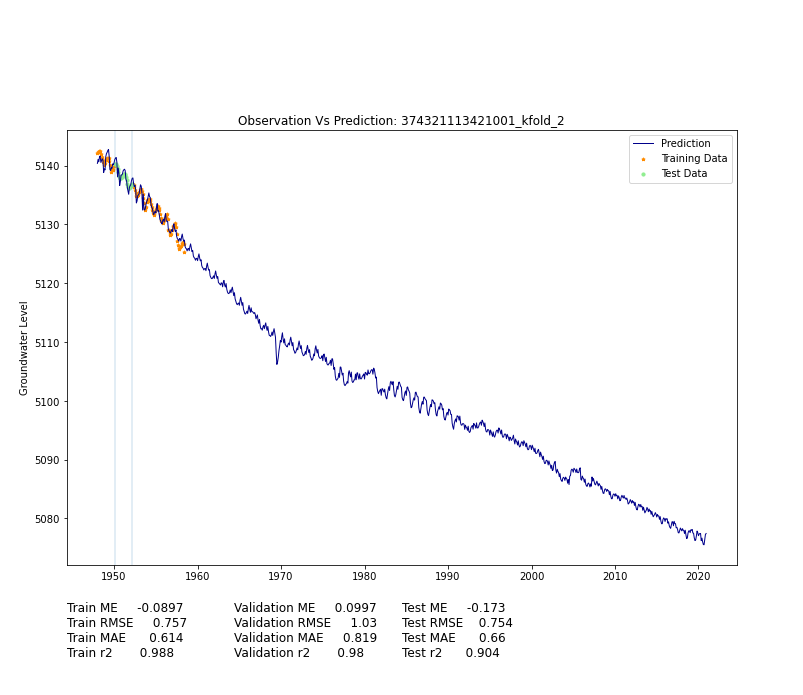 Observation Vs Prediction: 374321113421001_kfold_2
Prediction
Training Data
Test Data
Groundwater Level
5140
5130
5120
5110
5100
5090
5080
1950 1960 1970 1980 1990 2000 2010 2020
Train ME -0.0897 Validation ME 0.0997 Test ME -0.173
Train RMSE 0.757 Validation RMSE 1.03 Test RMSE 0.754
Train MAE 0.614 Validation MAE 0.819 Test MAE 0.66
Train r2 0.988 Validation r2 0.98 Test r2 0.904